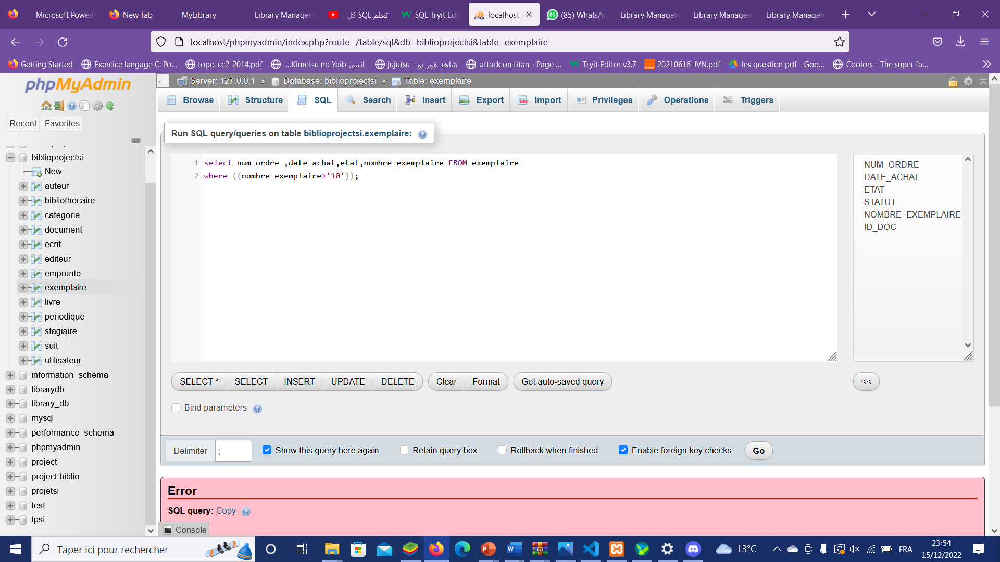 Microsoft PowerP
New Tab
MyLibrary
Library Managem
تعلم SQL كل
SQL Tryit Edit
localhost /
(85) WhatsAp
Library Managem
Library Managem
Library Managem
localhost/phpmyadmin/index.php?route=/table/sql&db=biblioprojectsi&table=exemplaire
Getting Started
Exercice langage C: Po...
topo-cc2-2014.pdf
...Kimetsu no Yaib انمي
jujutsu - شاهد فور يو
attack on titan - Page ...
Tryit Editor v3.7
20210616-JVN.pdf
les question pdf - Goo...
Coolors - The super fa...
phpMyAdmin
Recent
Favorites
biblioprojectsi
New
auteur
bibliothecaire
categorie
document
ecrit
editeur
emprunte
exemplaire
livre
periodique
stagiaire
suit
utilisateur
information_schema
librarydb
library_db
mysql
performance_schema
phpmyadmin
project
project biblio
projetsi
test
tpsi
Server: 127.0.0.1 » Database: biblioprojectsi » Table: exemplaire
Browse
Structure
SQL
Search
Insert
Export
Import
Privileges
Operations
Triggers
Run SQL query/queries on table biblioprojectsi.exemplaire:
1 select num_ordre ,date_achat,etat,nombre_exemplaire FROM exemplaire
2 where ((nombre_exemplaire>'10'));
NUM_ORDRE
DATE_ACHAT
ETAT
STATUT
NOMBRE_EXEMPLAIRE
ID_DOC
SELECT *
SELECT
INSERT
UPDATE
DELETE
Clear
Format
Get auto-saved query
<<
Bind parameters
Delimiter
;
Show this query here again
Retain query box
Rollback when finished
Enable foreign key checks
Go
Error
SQL query: Copy
Console
Taper ici pour rechercher
13°C
FRA
23:54
15/12/2022